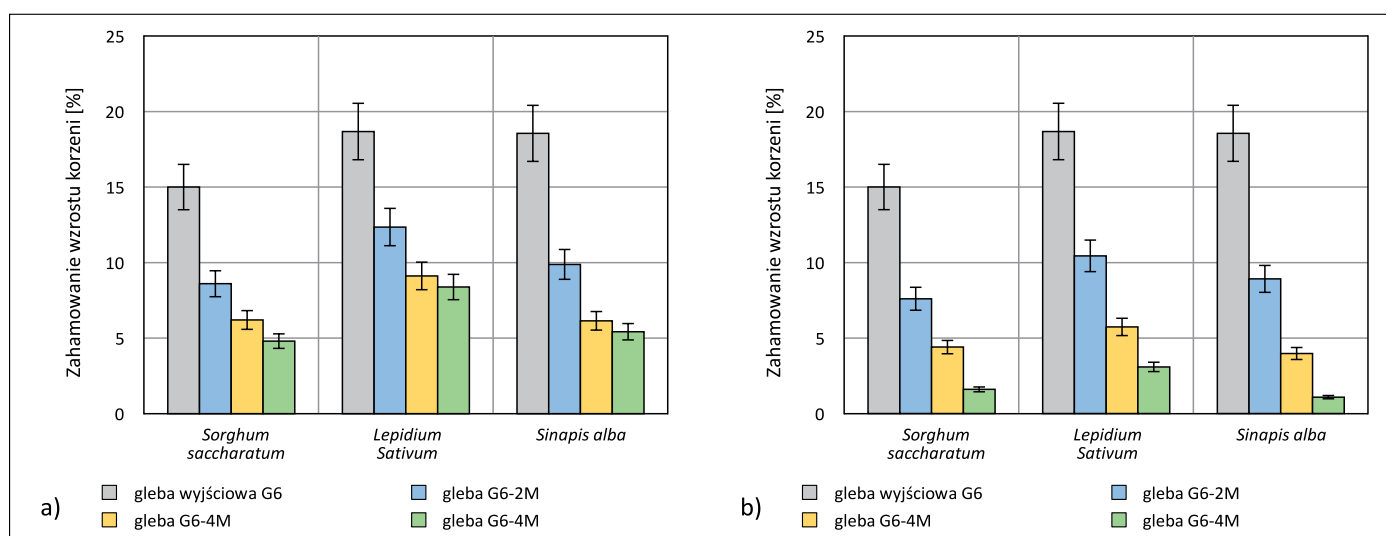 Zahamowanie wzrostu korzeni [%]
25
20
15
10
5
0
Sorghum saccharatum
Lepidium Sativum
Sinapis alba
a)
gleba wyjściowa G6
gleba G6-2M
gleba G6-4M
gleba G6-4M
Zahamowanie wzrostu korzeni [%]
25
20
15
10
5
0
Sorghum saccharatum
Lepidium Sativum
Sinapis alba
b)
gleba wyjściowa G6
gleba G6-2M
gleba G6-4M
gleba G6-4M